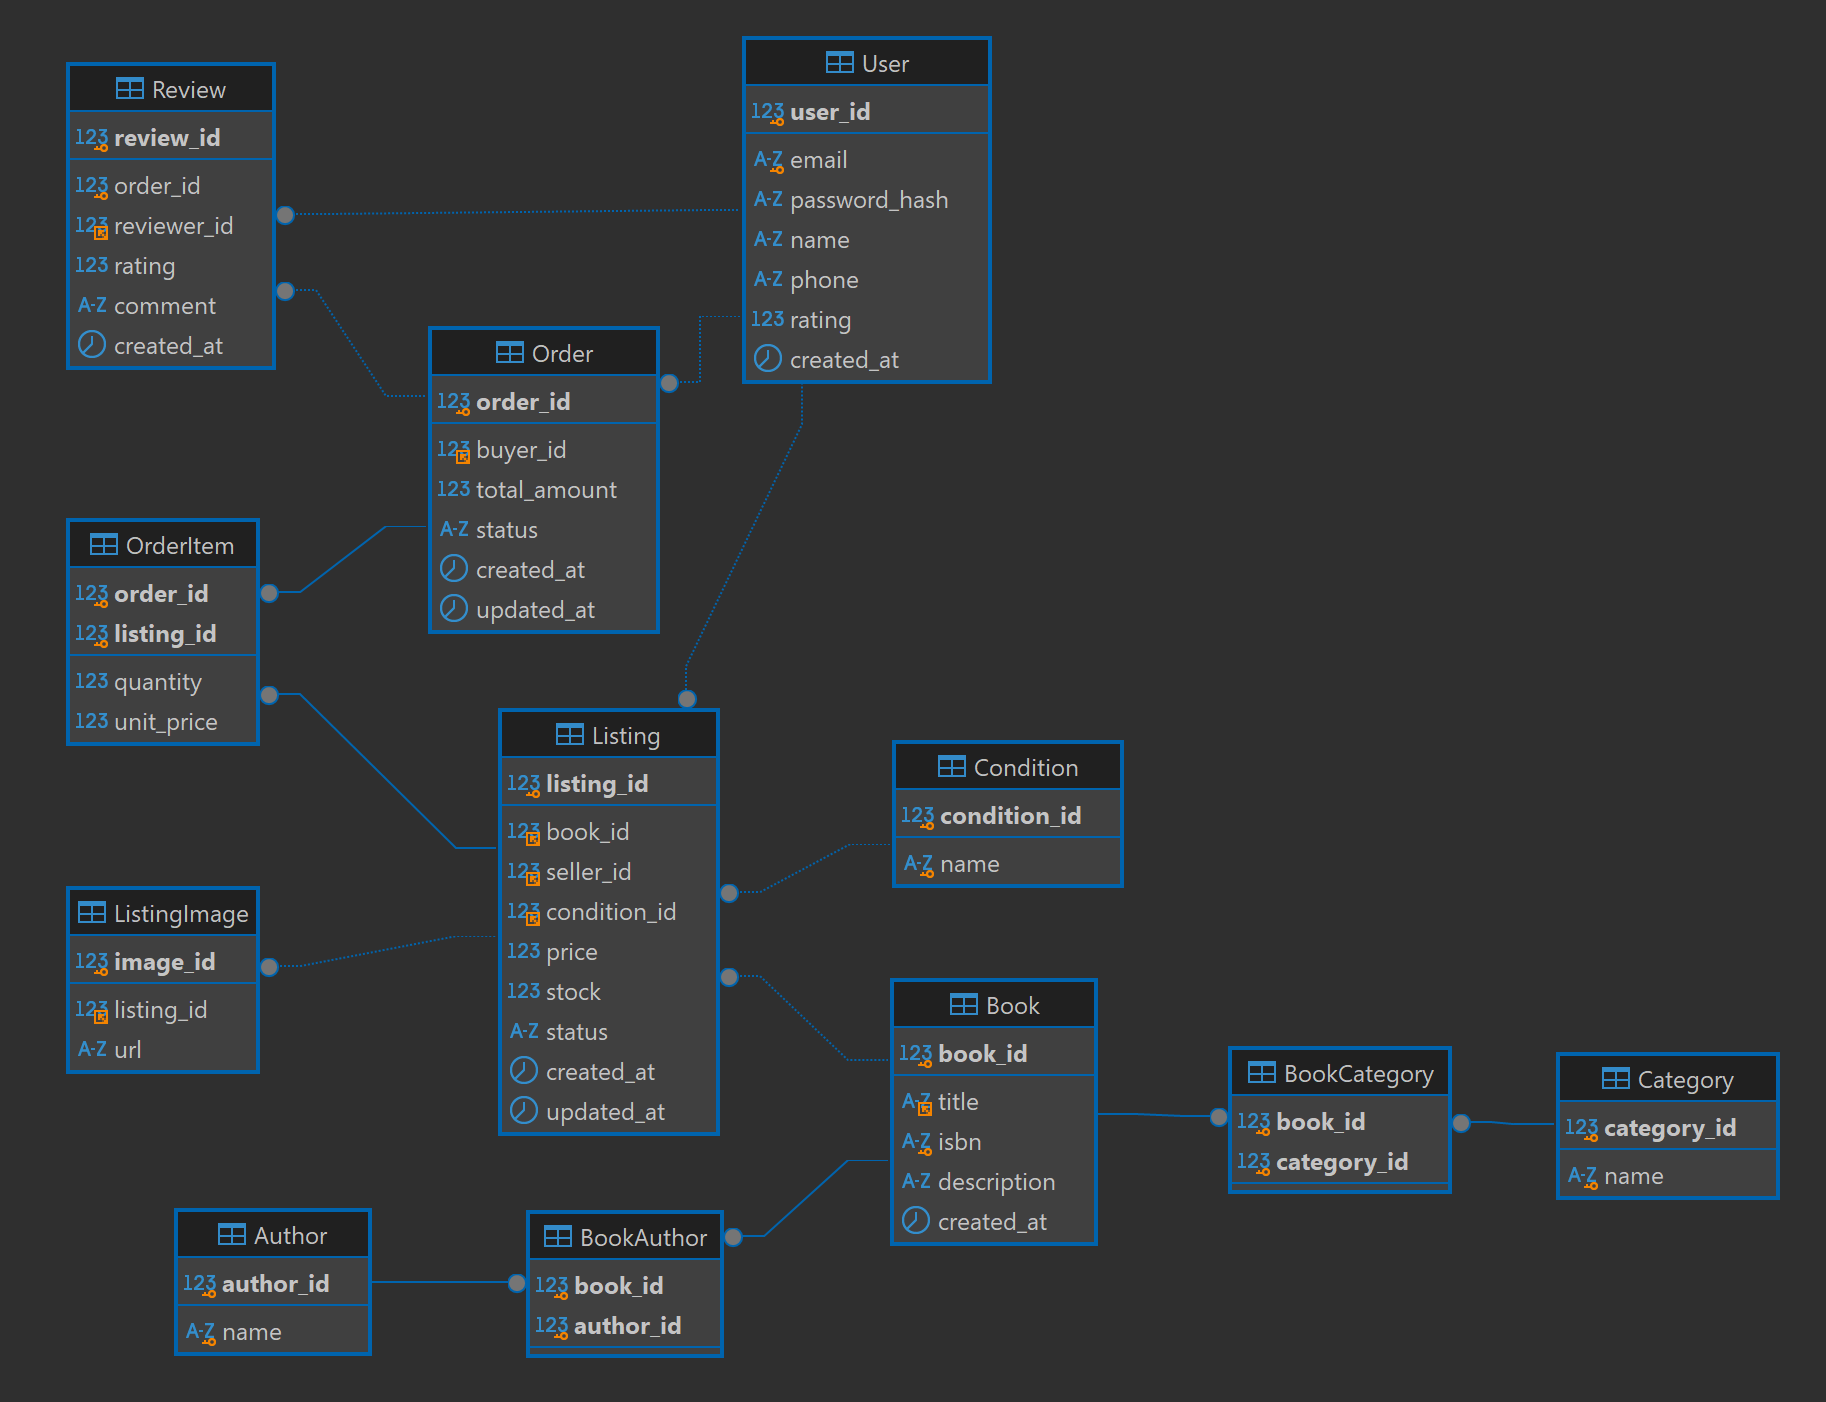 Review
123 review_id
123 order_id
123 reviewer_id
123 rating
A-Z comment
created_at
User
123 user_id
A-Z email
A-Z password_hash
A-Z name
A-Z phone
123 rating
created_at
Order
123 order_id
123 buyer_id
123 total_amount
A-Z status
created_at
updated_at
OrderItem
123 order_id
123 listing_id
123 quantity
123 unit_price
Listing
123 listing_id
123 book_id
123 seller_id
123 condition_id
123 price
123 stock
A-Z status
created_at
updated_at
Condition
123 condition_id
A-Z name
ListingImage
123 image_id
123 listing_id
A-Z url
Book
123 book_id
A-Z title
A-Z isbn
A-Z description
created_at
BookCategory
123 book_id
123 category_id
Category
123 category_id
A-Z name
Author
123 author_id
A-Z name
BookAuthor
123 book_id
123 author_id